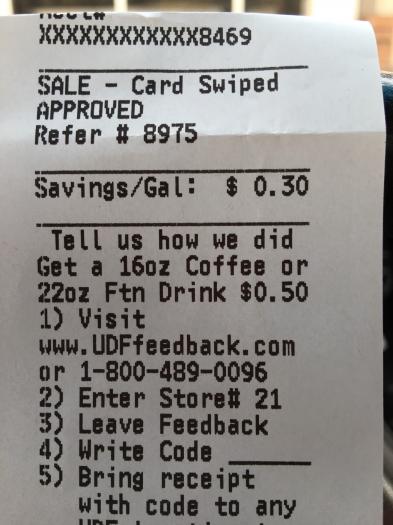 Acct#
XXXXXXXXXXXX8469
SALE - Card Swiped
APPROVED
Refer # 8975
Savings/Gal: $ 0.30
Tell us how we did
Get a 16oz Coffee or
22oz Ftn Drink $0.50
1) Visit
www.UDFfeedback.com
or 1-800-489-0096
2) Enter Store# 21
3) Leave Feedback
4) Write Code ______
5) Bring receipt
with code to any